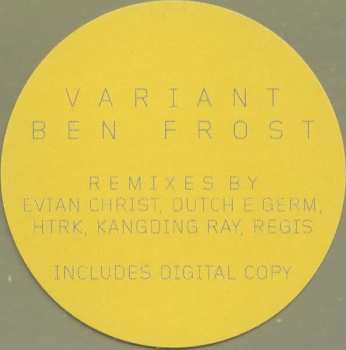 VARIANT
BEN FROST
REMIXES BY
EVIAN CHRIST, DUTCH E GERM,
HTRK, KANGDING RAY, REGIS
INCLUDES DIGITAL COPY